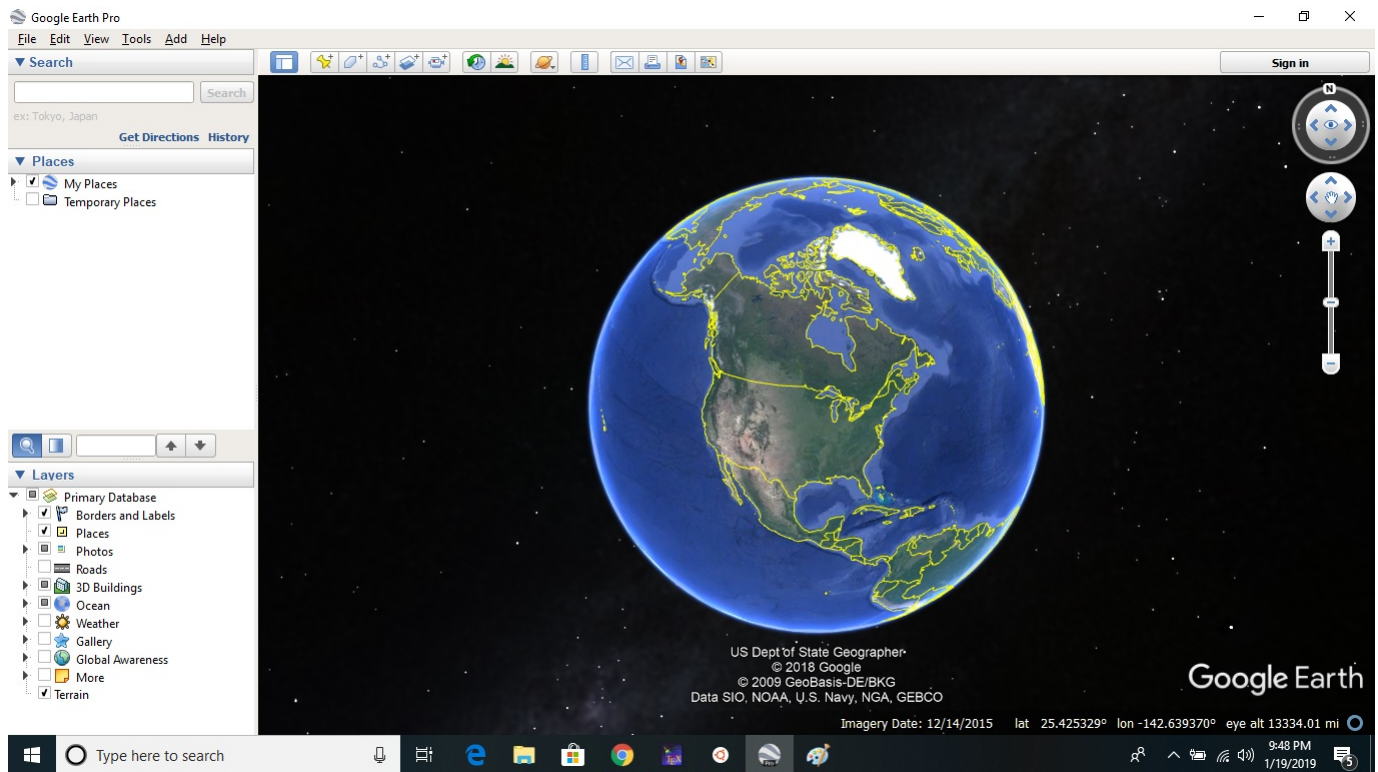 Google Earth Pro
File Edit View Tools Add Help
Search
Sign in
Search
ex: Tokyo, Japan
Get Directions History
Places
My Places
Temporary Places
N
Layers
Primary Database
Borders and Labels
Places
Photos
Roads
3D Buildings
Ocean
Weather
Gallery
Global Awareness
More
Terrain
US Dept of State Geographer
© 2018 Google
© 2009 GeoBasis-DE/BKG
Data SIO, NOAA, U.S. Navy, NGA, GEBCO
Google Earth
Imagery Date: 12/14/2015 lat 25.425329° lon -142.639370° eye alt 13334.01 mi
Type here to search
TEX
Pro
9:48 PM
1/19/2019
5